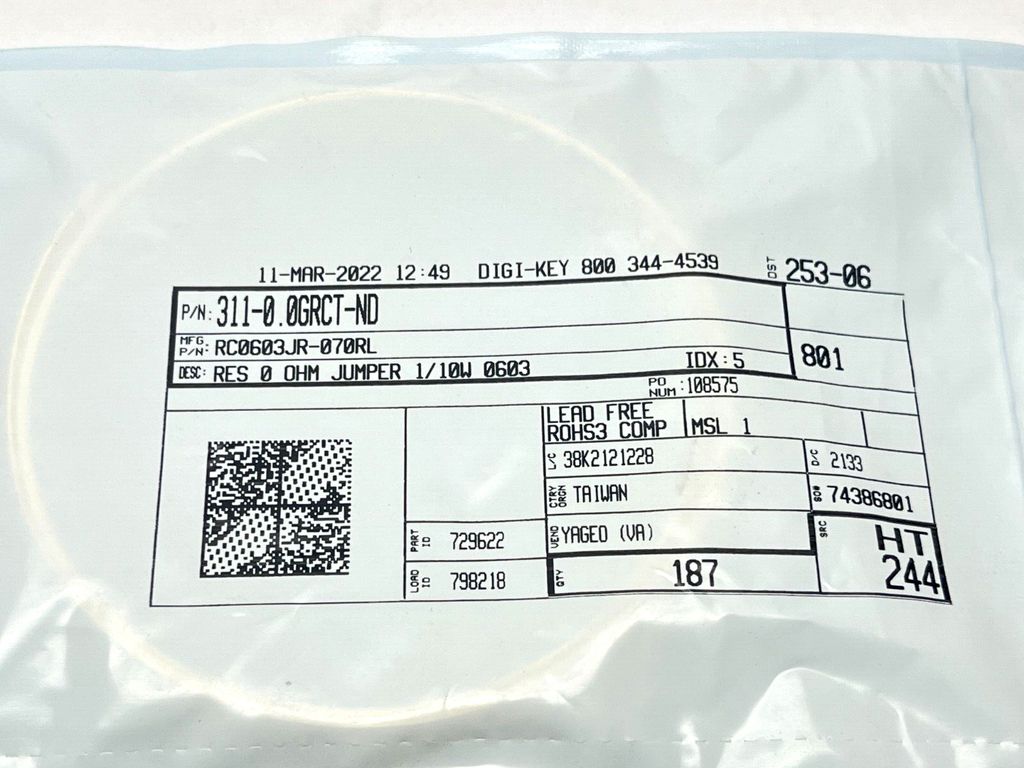 11-MAR-2022 12:49 DIGI-KEY 800 344-4539
DST 253-06
P/N: 311-0.0GRCT-ND
MFG. P/N: RC0603JR-070RL
801
DESC: RES 0 OHM JUMPER 1/10W 0603 IDX:5
PO NUM:108575
LEAD FREE
ROHS3 COMP
MSL 1
LC 38K2121228
D/C 2133
CTRY ORGN TAIWAN
SO# 74386801
PART ID 729622
VEND YAGEO (VA)
SRC HT
244
LOAD ID 798218
QTY 187